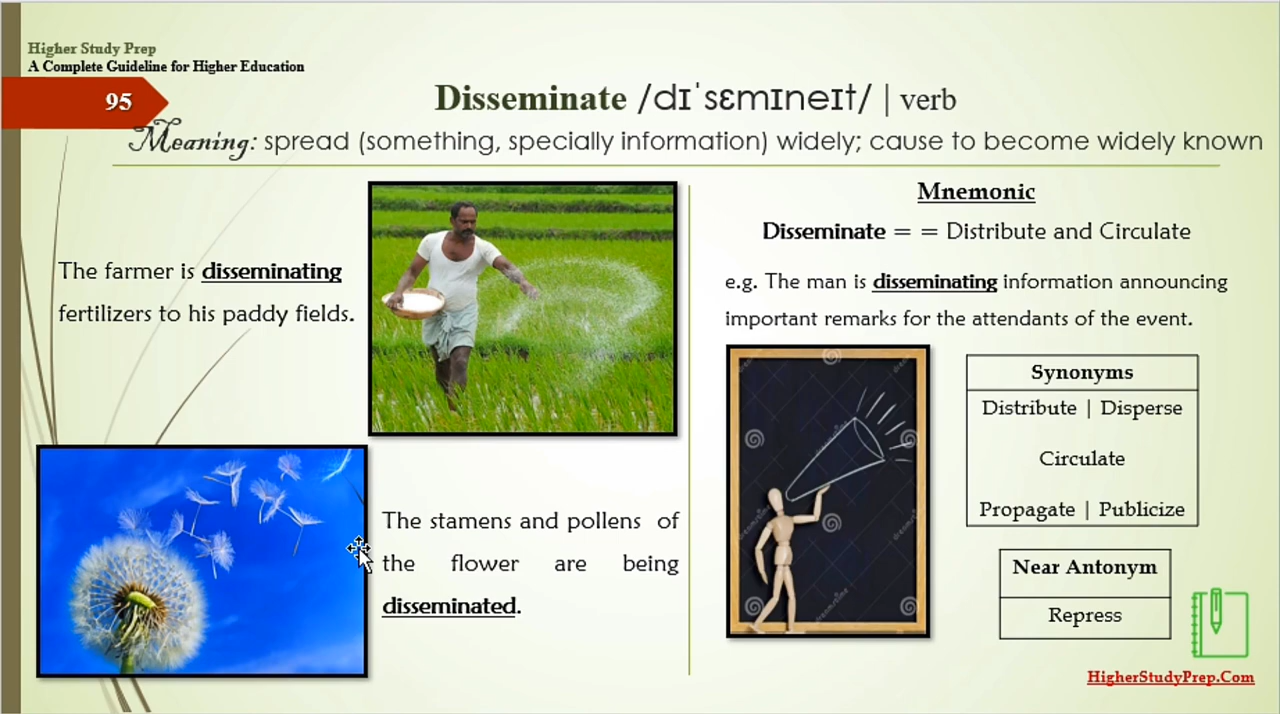 Higher Study Prep
A Complete Guideline for Higher Education
95
Disseminate /dɪˈsɛmɪneɪt/ | verb
Meaning: spread (something, specially information) widely; cause to become widely known
The farmer is disseminating
fertilizers to his paddy fields.
The stamens and pollens of
the flower are being
disseminated.
Mnemonic
Disseminate = = Distribute and Circulate
e.g. The man is disseminating information announcing
important remarks for the attendants of the event.
Synonyms
Distribute | Disperse
Circulate
Propagate | Publicize
Near Antonym
Repress
HigherStudyPrep.Com